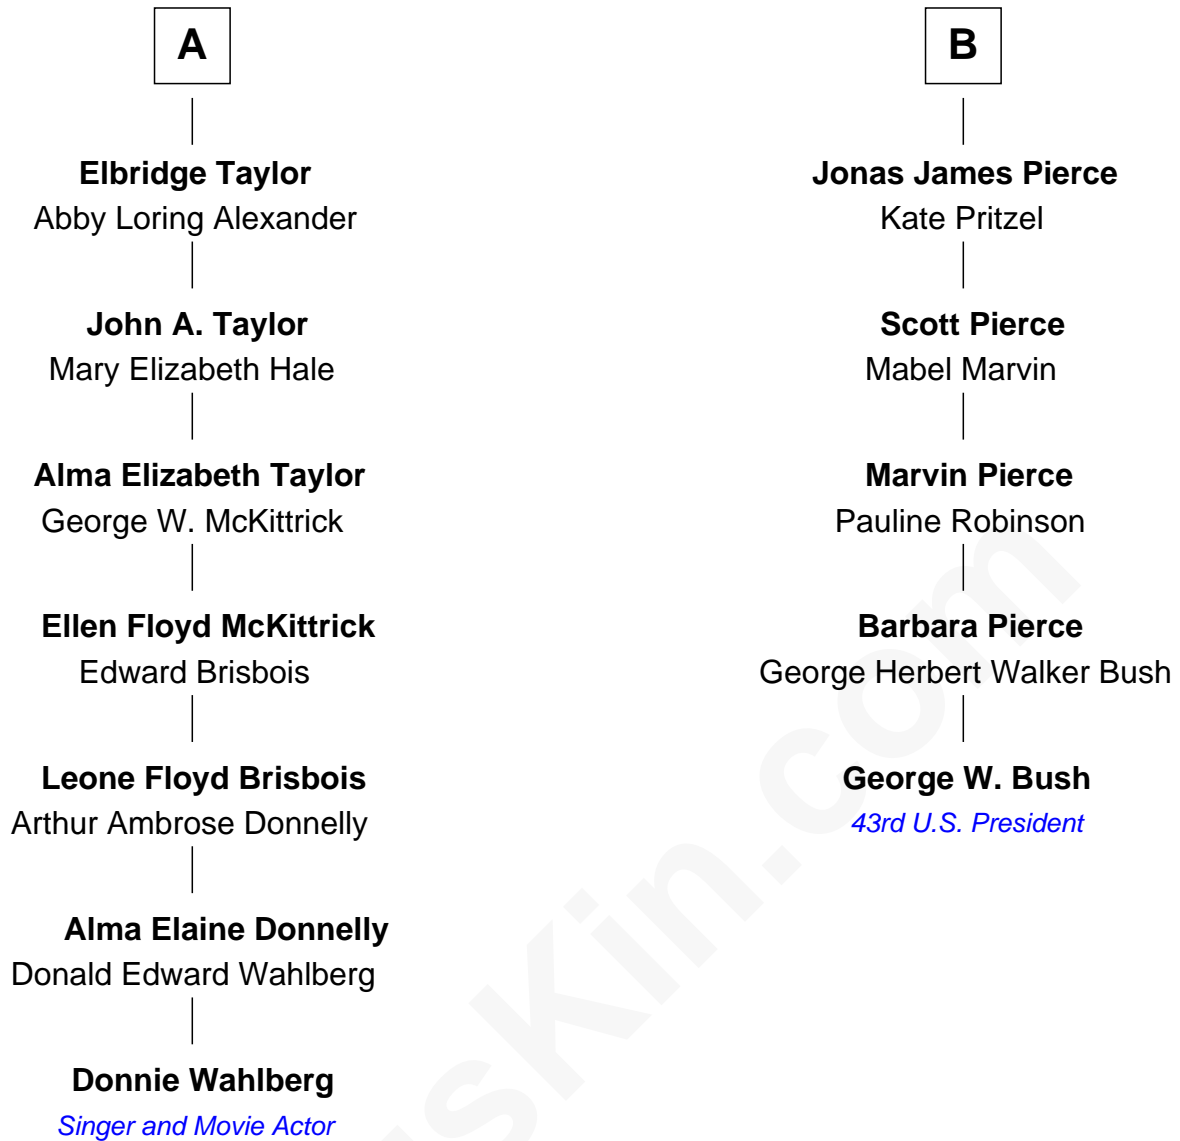 A
Elbridge Taylor
Abby Loring Alexander
John A. Taylor
Mary Elizabeth Hale
Alma Elizabeth Taylor
George W. McKittrick
Ellen Floyd McKittrick
Edward Brisbois
Leone Floyd Brisbois
Arthur Ambrose Donnelly
Alma Elaine Donnelly
Donald Edward Wahlberg
Donnie Wahlberg
Singer and Movie Actor
B
Jonas James Pierce
Kate Pritzel
Scott Pierce
Mabel Marvin
Marvin Pierce
Pauline Robinson
Barbara Pierce
George Herbert Walker Bush
George W. Bush
43rd U.S. President